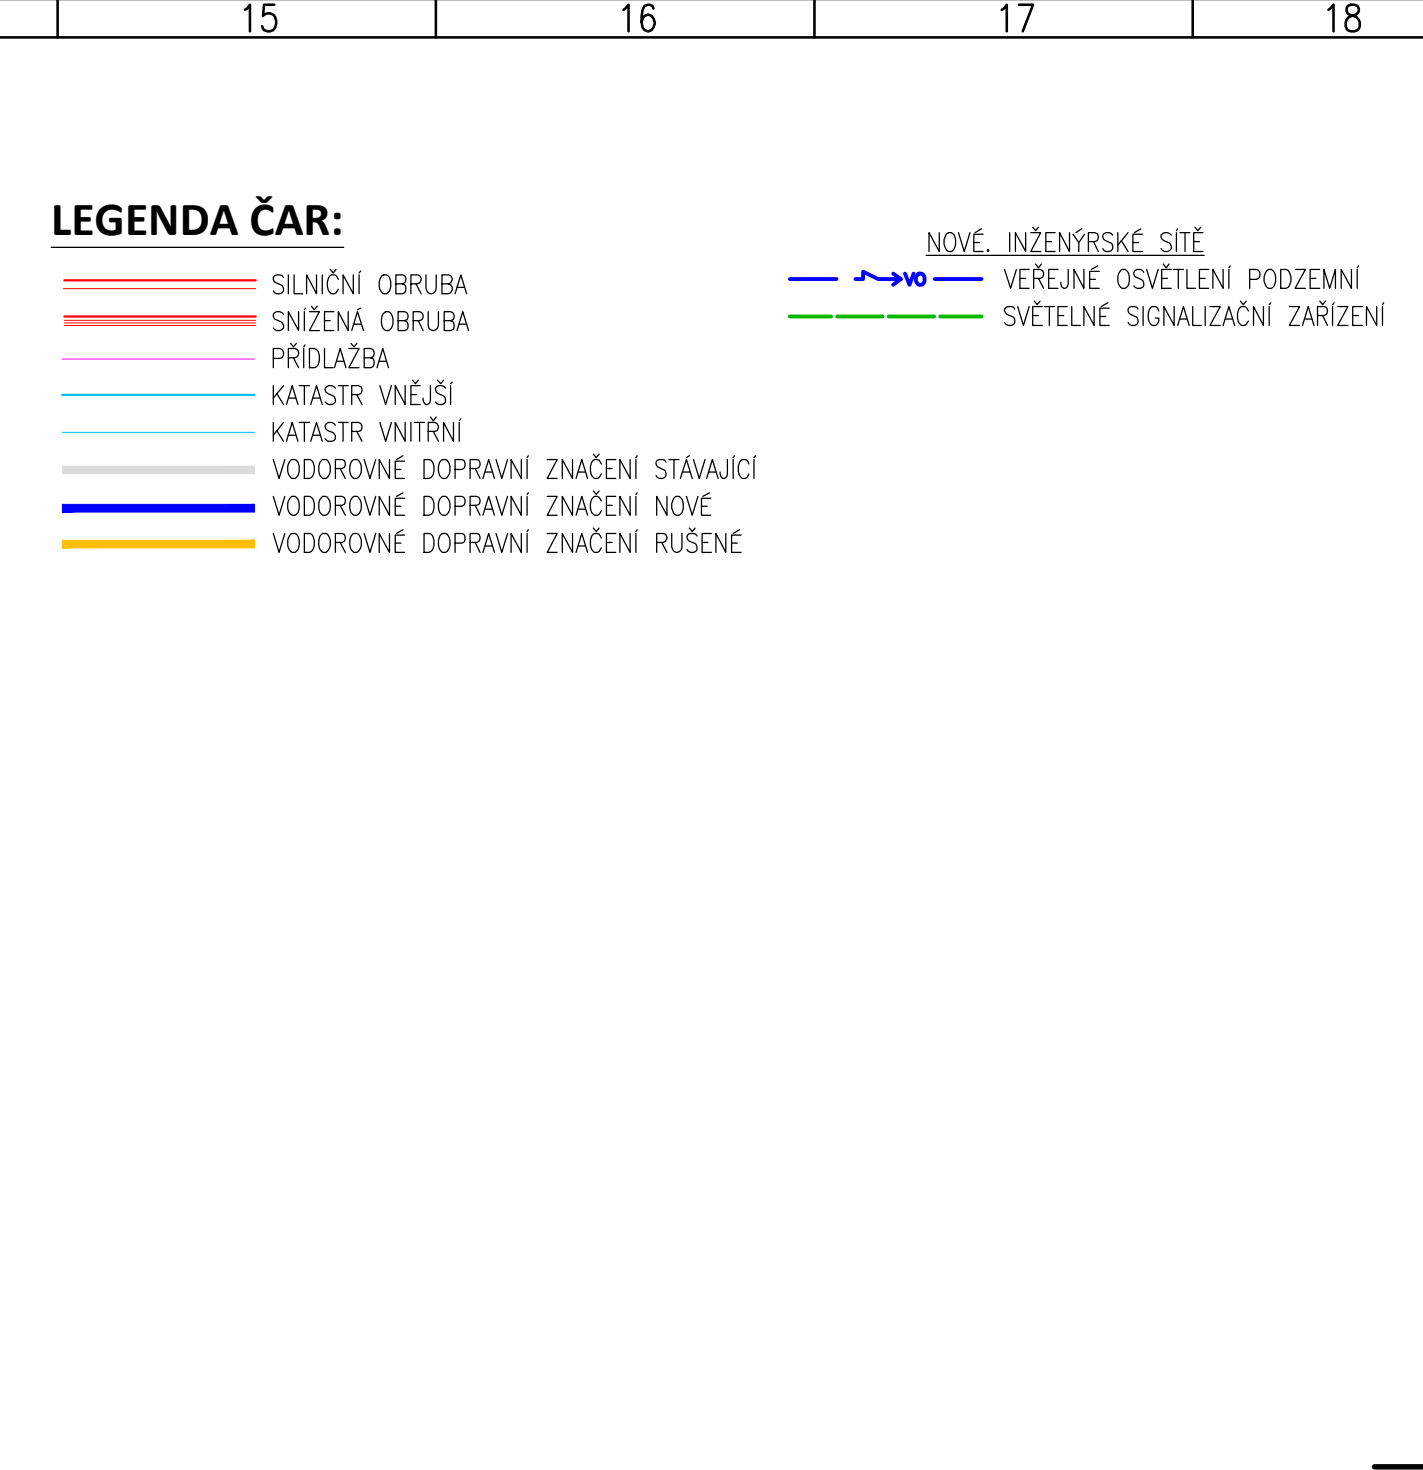 15 16 17 18
LEGENDA ČAR:
SILNIČNÍ OBRUBA
SNÍŽENÁ OBRUBA
PŘÍDLAŽBA
KATASTR VNĚJŠÍ
KATASTR VNITŘNÍ
VODOROVNÉ DOPRAVNÍ ZNAČENÍ STÁVAJÍCÍ
VODOROVNÉ DOPRAVNÍ ZNAČENÍ NOVÉ
VODOROVNÉ DOPRAVNÍ ZNAČENÍ RUŠENÉ
NOVÉ. INŽENÝRSKÉ SÍTĚ
VO VEŘEJNÉ OSVĚTLENÍ PODZEMNÍ
SVĚTELNÉ SIGNALIZAČNÍ ZAŘÍZENÍ